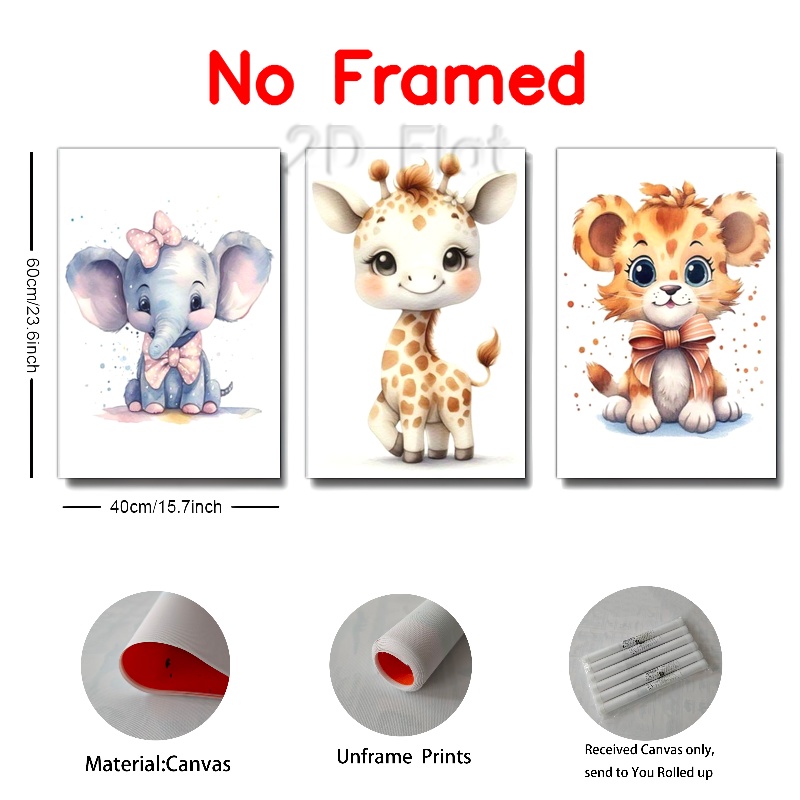 No Framed
2D Flat
60cm/23.6inch
40cm/15.7inch
Material:Canvas
Unframe Prints
Received Canvas only,
send to You Rolled up